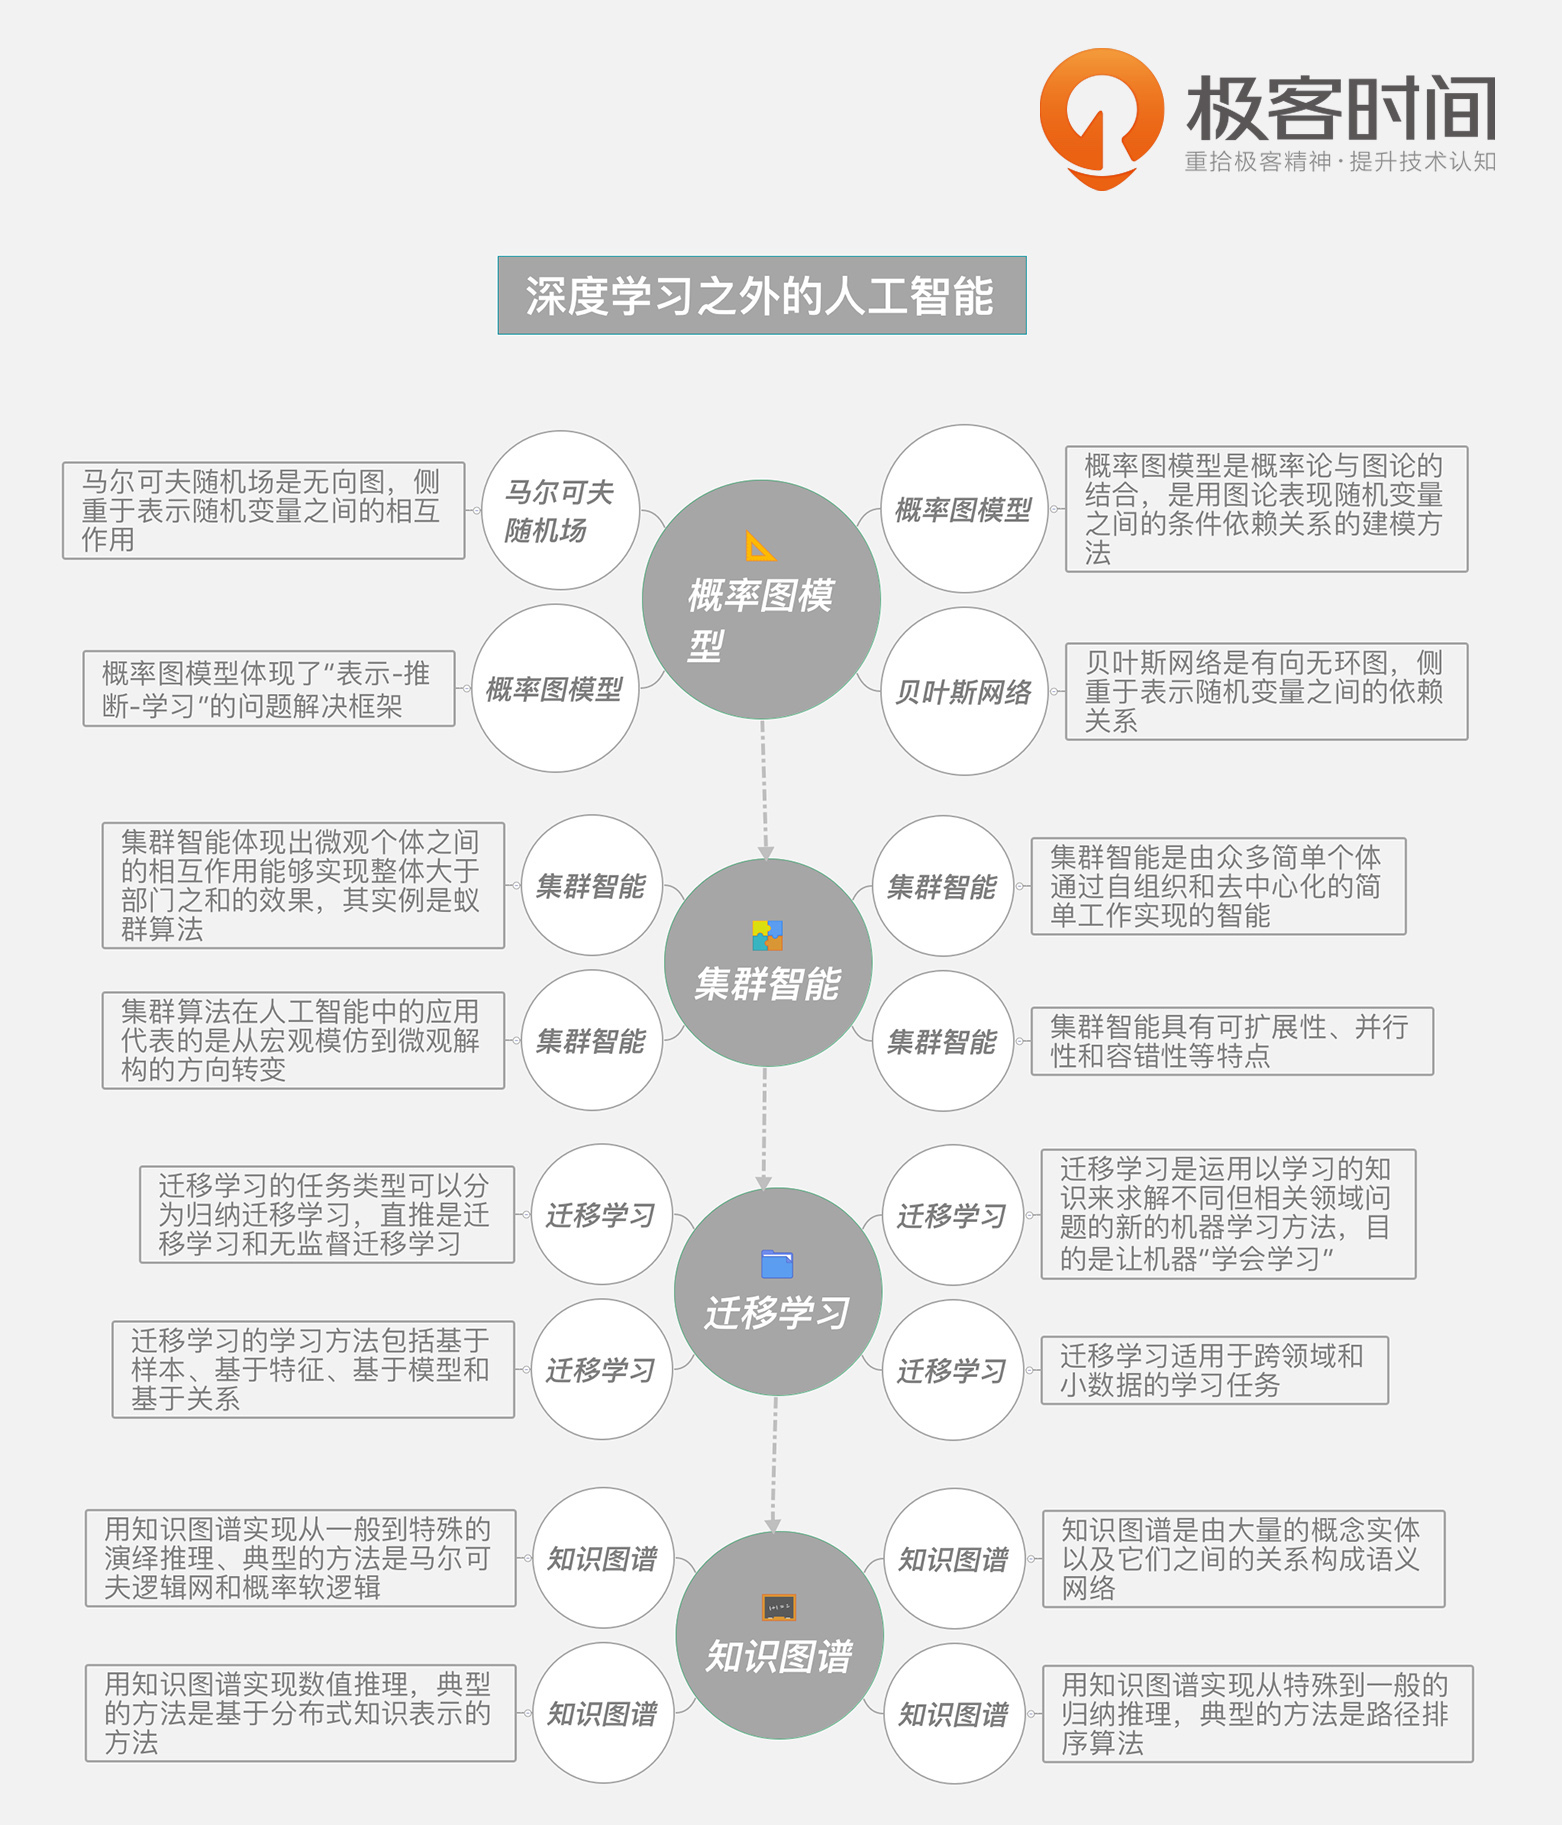 极客时间
重拾极客精神·提升技术认知
深度学习之外的人工智能
概率图模
型
马尔可夫
随机场
马尔可夫随机场是无向图，侧
重于表示随机变量之间的相互
作用
概率图模型
概率图模型是概率论与图论的
结合，是用图论表现随机变量
之间的条件依赖关系的建模方
法
概率图模型
概率图模型体现了“表示-推
断-学习”的问题解决框架
贝叶斯网络
贝叶斯网络是有向无环图，侧
重于表示随机变量之间的依赖
关系
集群智能
集群智能
集群智能体现出微观个体之间
的相互作用能够实现整体大于
部门之和的效果，其实例是蚁
群算法
集群智能
集群智能是由众多简单个体
通过自组织和去中心化的简
单工作实现的智能
集群智能
集群算法在人工智能中的应用
代表的是从宏观模仿到微观解
构的方向转变
集群智能
集群智能具有可扩展性、并行
性和容错性等特点
迁移学习
迁移学习
迁移学习的任务类型可以分
为归纳迁移学习，直推是迁
移学习和无监督迁移学习
迁移学习
迁移学习是运用以学习的知
识来求解不同但相关领域问
题的新的机器学习方法，目
的是让机器“学会学习”
迁移学习
迁移学习的学习方法包括基于
样本、基于特征、基于模型和
基于关系
迁移学习
迁移学习适用于跨领域和
小数据的学习任务
知识图谱
知识图谱
用知识图谱实现从一般到特殊的
演绎推理、典型的方法是马尔可
夫逻辑网和概率软逻辑
知识图谱
知识图谱是由大量的概念实体
以及它们之间的关系构成语义
网络
知识图谱
用知识图谱实现数值推理，典型
的方法是基于分布式知识表示的
方法
知识图谱
用知识图谱实现从特殊到一般的
归纳推理，典型的方法是路径排
序算法